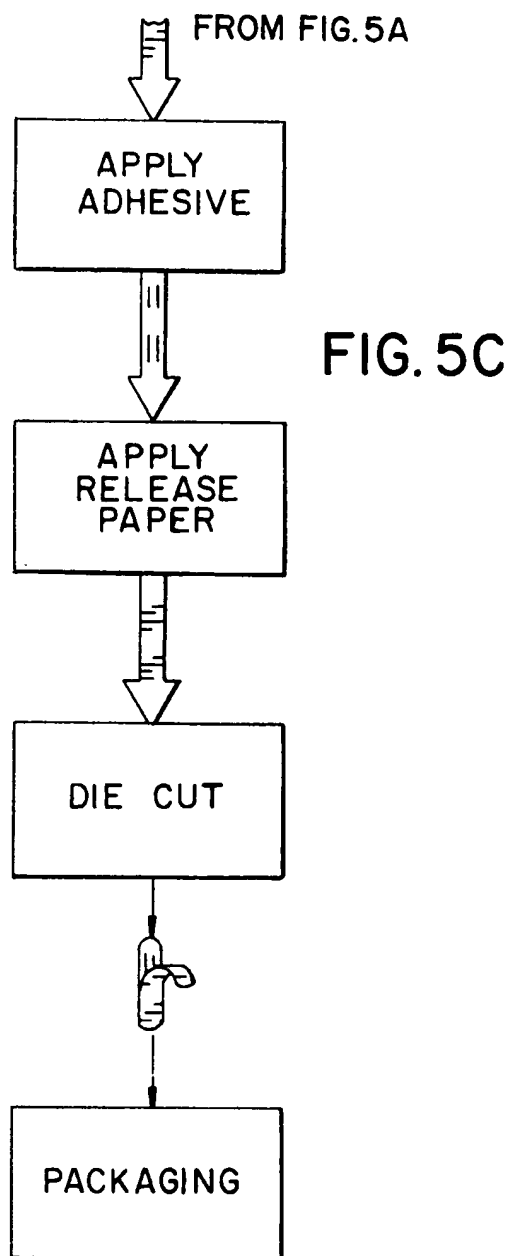 FROM FIG. 5A
APPLY
ADHESIVE
FIG. 5C
APPLY
RELEASE
PAPER
DIE CUT
PACKAGING